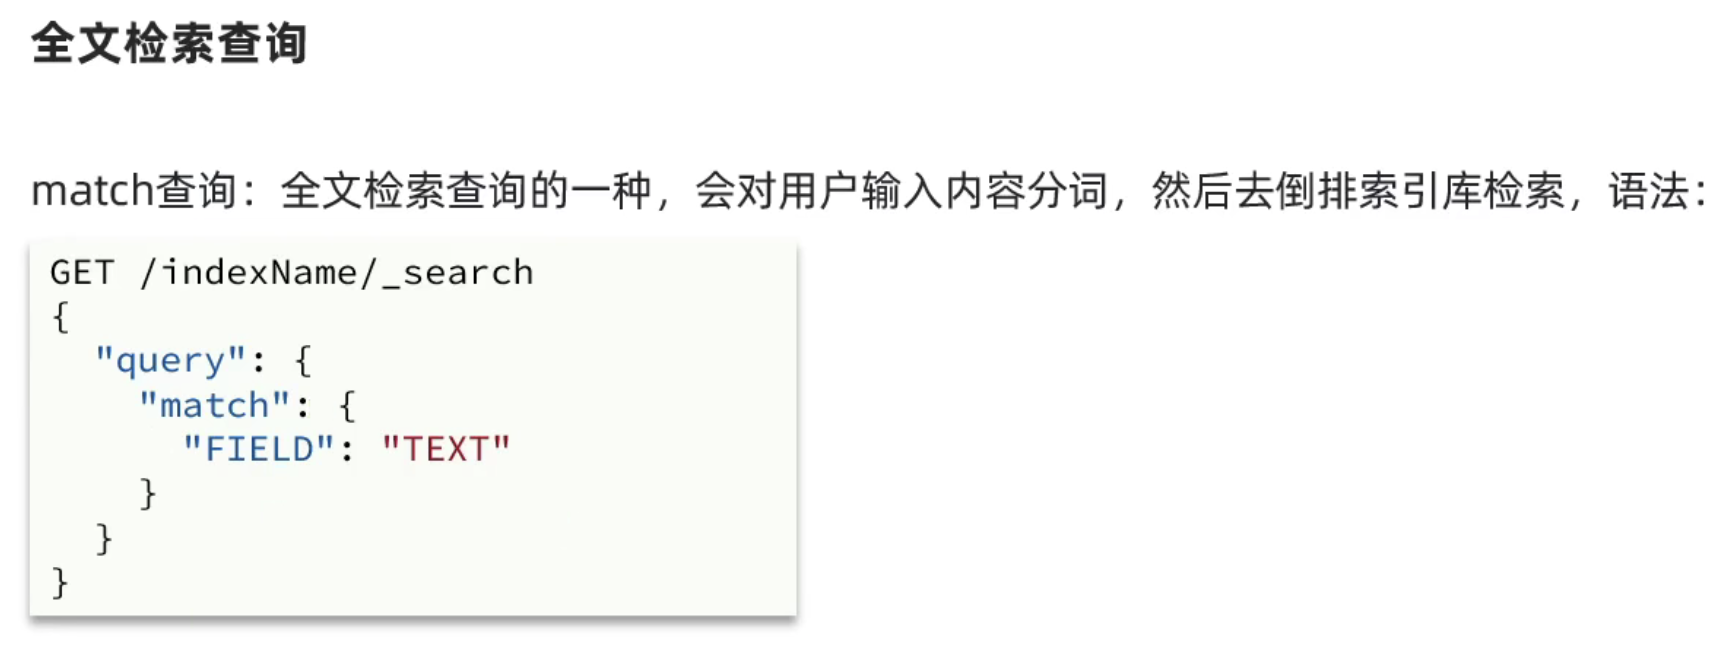 全文检索查询
match查询：全文检索查询的一种，会对用户输入内容分词，然后去倒排索引库检索，语法：
GET /indexName/_search
{
  "query": {
    "match": {
      "FIELD": "TEXT"
    }
  }
}